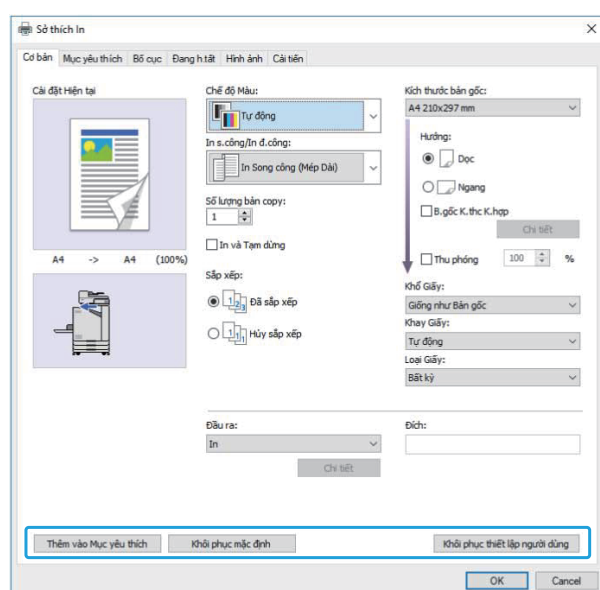 Sở thích In
Cơ bản Mục yêu thích Bố cục Đang h.tất Hình ảnh Cải tiến
Cài đặt Hiện tại
A4 -> A4 (100%)
Chế độ Màu:
Tự động
In s.công/In đ.công:
In Song công (Mép Dài)
Số lượng bản copy:
1
In và Tạm dừng
Sắp xếp:
Đã sắp xếp
Hủy sắp xếp
Kích thước bản gốc:
A4 210x297 mm
Hướng:
Dọc
Ngang
B.gốc K.thc K.hợp
Chi tiết
Thu phóng 100 %
Khổ Giấy:
Giống như Bản gốc
Khay Giấy:
Tự động
Loại Giấy:
Bất kỳ
Đầu ra:
In
Chi tiết
Đích:
Thêm vào Mục yêu thích Khôi phục mặc định Khôi phục thiết lập người dùng
OK Cancel